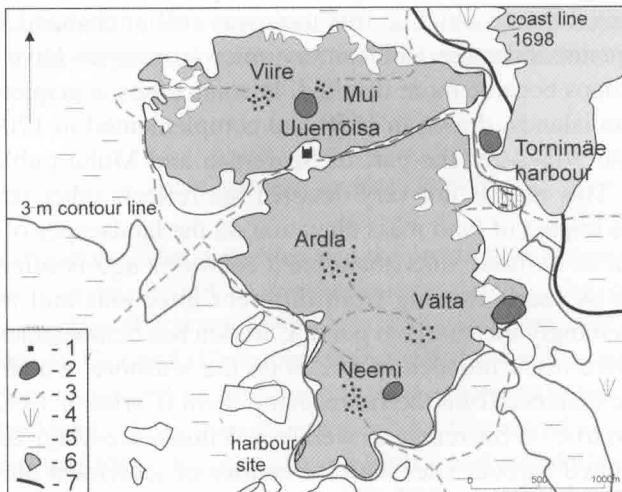 coast line
1698
Viire
Mui
Uuemõisa
Tornimäe
harbour
3 m contour line
Ardla
Välta
Neemi
harbour
site
1
2
3
4
5
6
7
0 500 1000m